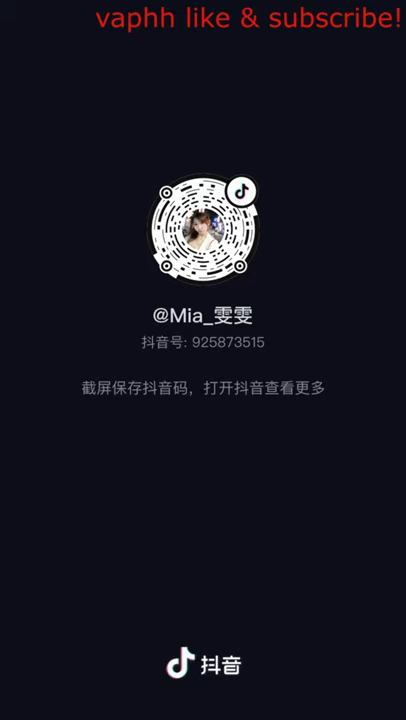 vaphh like & subscribe!
@Mia_雯雯
抖音号: 925873515
截屏保存抖音码，打开抖音查看更多
抖音